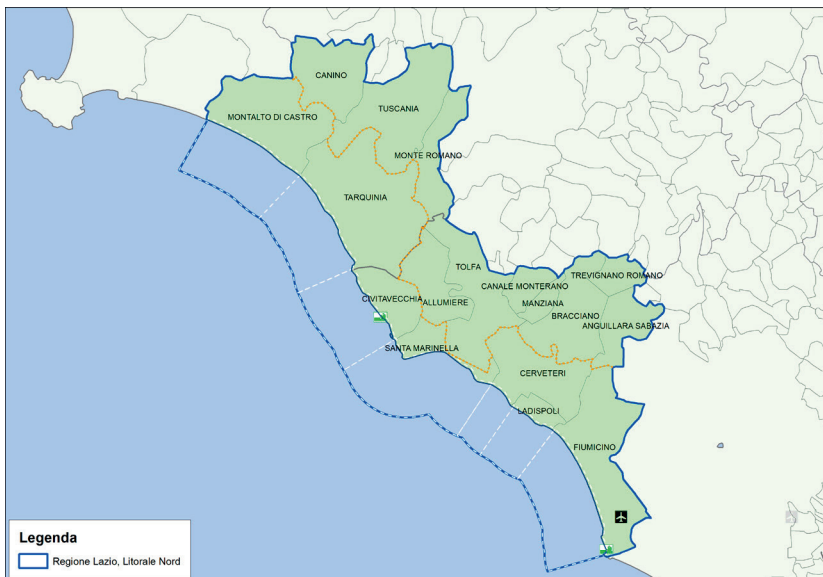 CANINO
TUSCANIA
MONTALTO DI CASTRO
MONTE ROMANO
TARQUINIA
TOLFA
TREVIGNANO ROMANO
CANALE MONTERANO
CIVITAVECCHIA
ALLUMIERE
MANZIANA
BRACCIANO
ANGUILLARA SABAZIA
SANTA MARINELLA
CERVETERI
LADISPOLI
FIUMICINO
Legenda
Regione Lazio, Litorale Nord